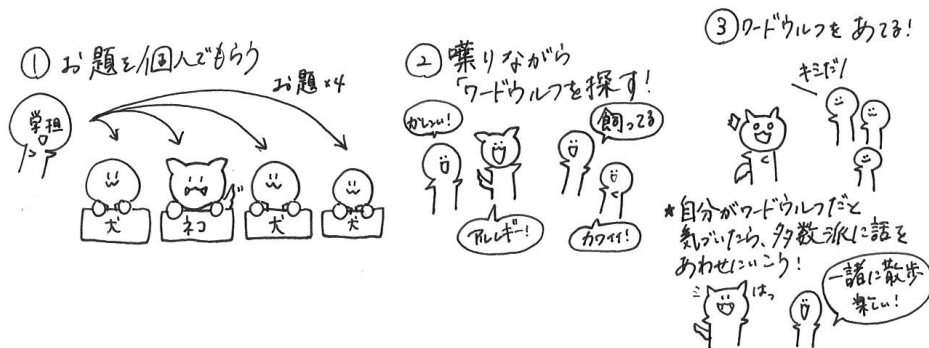 ① お題を個人でもらう
お題×4
学担
犬
ネコ
犬
犬
② 喋りながら
「ワードウルフを探す!
かしこい!
飼ってる
アレルギー!
カワイイ!
③ ワードウルフをあてる!
キミだ!
★自分がワードウルフだと
気づいたら、多数派に話を
あわせにいこう!
はっ
一諸に散歩
楽しい!